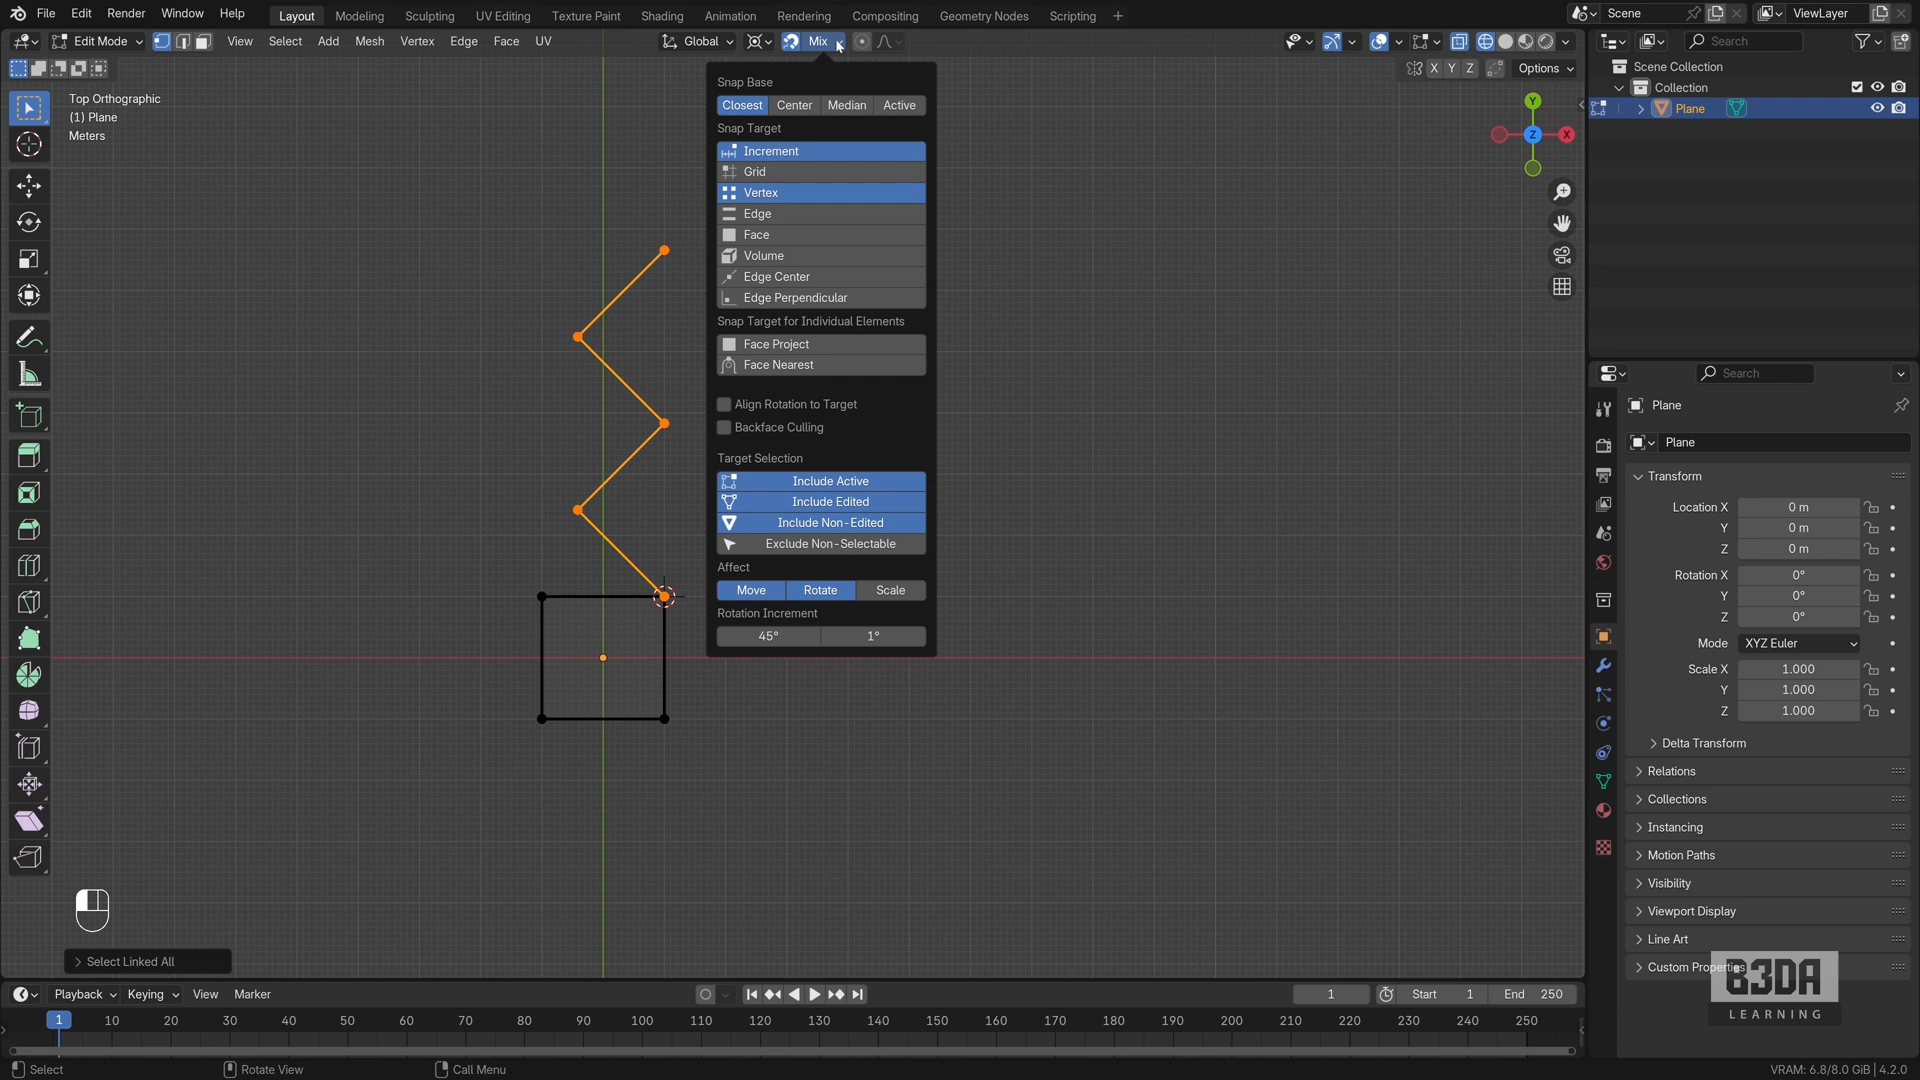 File Edit Render Window Help
Layout Modeling Sculpting UV Editing Texture Paint Shading Animation Rendering Compositing Geometry Nodes Scripting +
Scene
ViewLayer
Edit Mode View Select Add Mesh Vertex Edge Face UV
Global
Mix
Search
X Y Z
Options
Top Orthographic
(1) Plane
Meters
Snap Base
Closest Center Median Active
Snap Target
Increment
Grid
Vertex
Edge
Face
Volume
Edge Center
Edge Perpendicular
Snap Target for Individual Elements
Face Project
Face Nearest
Align Rotation to Target
Backface Culling
Target Selection
Include Active
Include Edited
Include Non-Edited
Exclude Non-Selectable
Affect
Move Rotate Scale
Rotation Increment
45° 1°
Y
Z
X
Scene Collection
Collection
Plane
Search
Plane
Plane
Transform
Location X 0 m
Y 0 m
Z 0 m
Rotation X 0°
Y 0°
Z 0°
Mode XYZ Euler
Scale X 1.000
Y 1.000
Z 1.000
Delta Transform
Relations
Collections
Instancing
Motion Paths
Visibility
Viewport Display
Line Art
Custom Properties
B3DA
LEARNING
Select Linked All
Playback Keying View Marker
1
Start 1
End 250
1 10 20 30 40 50 60 70 80 90 100 110 120 130 140 150 160 170 180 190 200 210 220 230 240 250
Select
Rotate View
Call Menu
VRAM: 6.8/8.0 GiB | 4.2.0